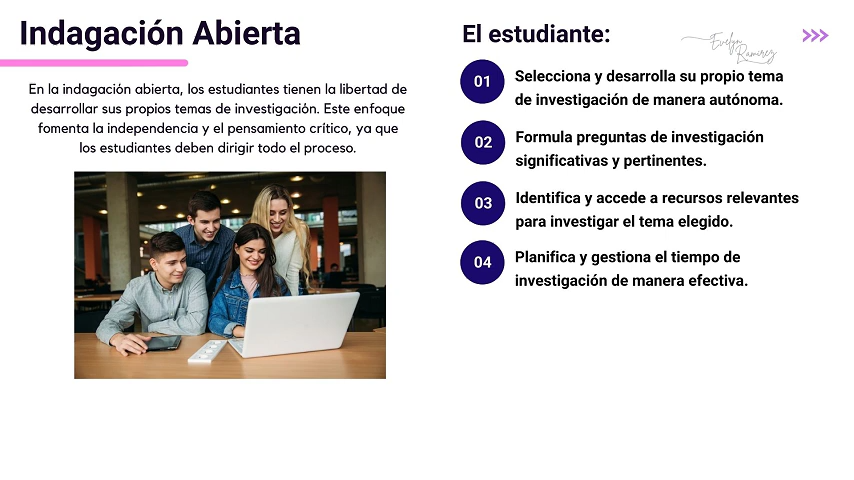 Indagación Abierta
En la indagación abierta, los estudiantes tienen la libertad de
desarrollar sus propios temas de investigación. Este enfoque
fomenta la independencia y el pensamiento crítico, ya que
los estudiantes deben dirigir todo el proceso.
El estudiante:
Evelyn
Ramirez
01
Selecciona y desarrolla su propio tema
de investigación de manera autónoma.
02
Formula preguntas de investigación
significativas y pertinentes.
03
Identifica y accede a recursos relevantes
para investigar el tema elegido.
04
Planifica y gestiona el tiempo de
investigación de manera efectiva.